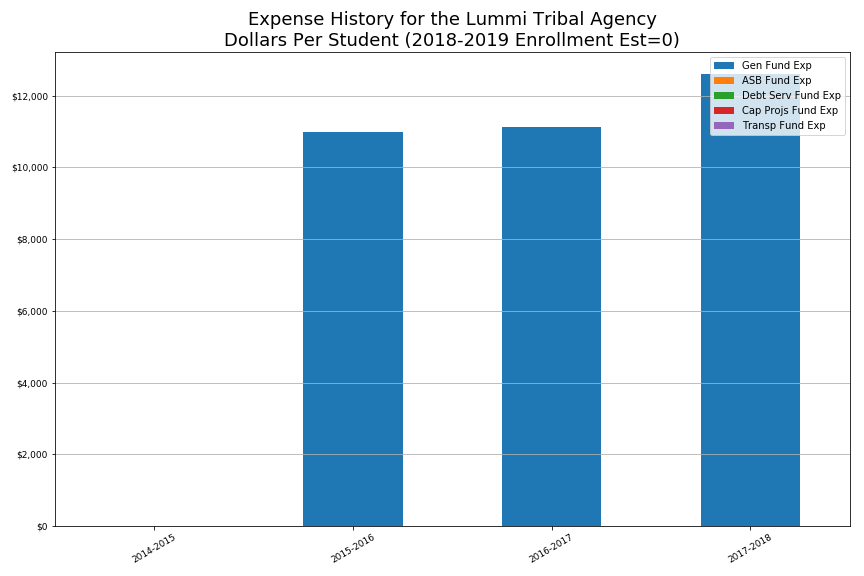 Expense History for the Lummi Tribal Agency
Dollars Per Student (2018-2019 Enrollment Est=0)
Gen Fund Exp
ASB Fund Exp
Debt Serv Fund Exp
Cap Projs Fund Exp
Transp Fund Exp
$12,000
$10,000
$8,000
$6,000
$4,000
$2,000
$0
2014-2015
2015-2016
2016-2017
2017-2018